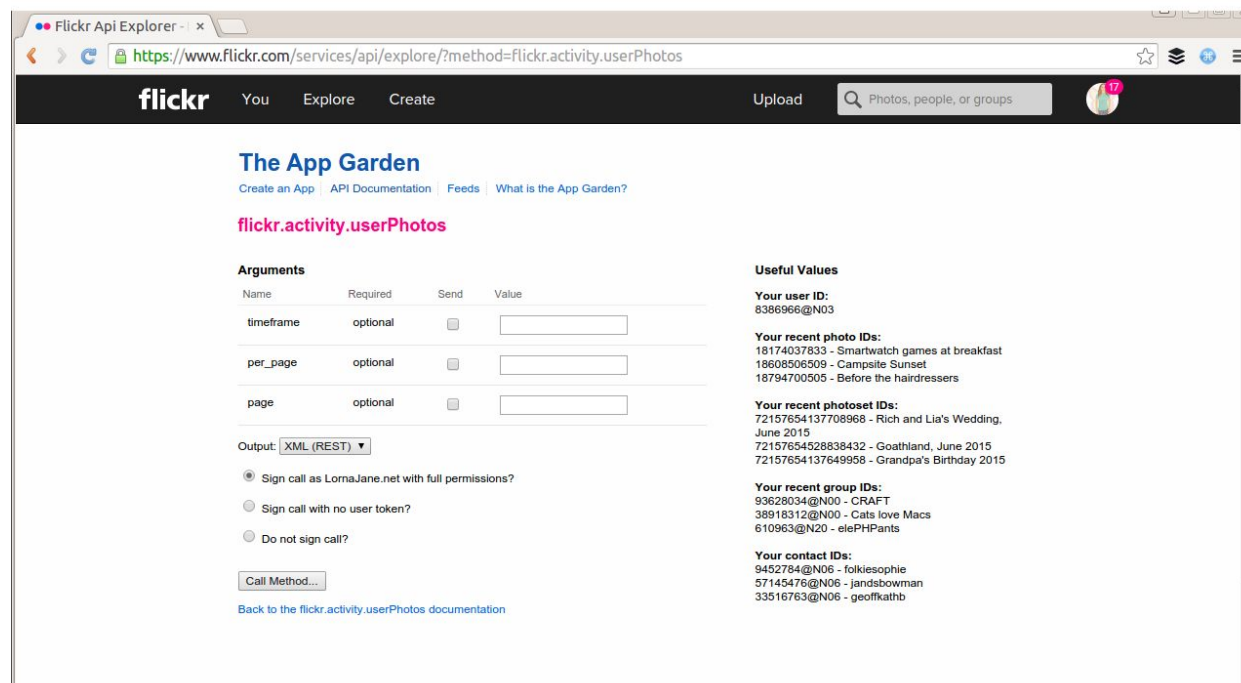 Flickr Api Explorer -
https://www.flickr.com/services/api/explore/?method=flickr.activity.userPhotos
flickr You Explore Create Upload Photos, people, or groups 17
The App Garden
Create an App API Documentation Feeds What is the App Garden?
flickr.activity.userPhotos
Arguments
Name Required Send Value
timeframe optional
per_page optional
page optional
Output: XML (REST)
Sign call as LornaJane.net with full permissions?
Sign call with no user token?
Do not sign call?
Call Method...
Back to the flickr.activity.userPhotos documentation
Useful Values
Your user ID:
8386966@N03
Your recent photo IDs:
18174037833 - Smartwatch games at breakfast
18608506509 - Campsite Sunset
18794700505 - Before the hairdressers
Your recent photoset IDs:
72157654137708968 - Rich and Lia's Wedding,
June 2015
72157654528838432 - Goathland, June 2015
72157654137649958 - Grandpa's Birthday 2015
Your recent group IDs:
93628034@N00 - CRAFT
38918312@N00 - Cats love Macs
610963@N20 - elePHPants
Your contact IDs:
9452784@N06 - folkiesophie
57145476@N06 - jandsbowman
33516763@N06 - geoffkathb